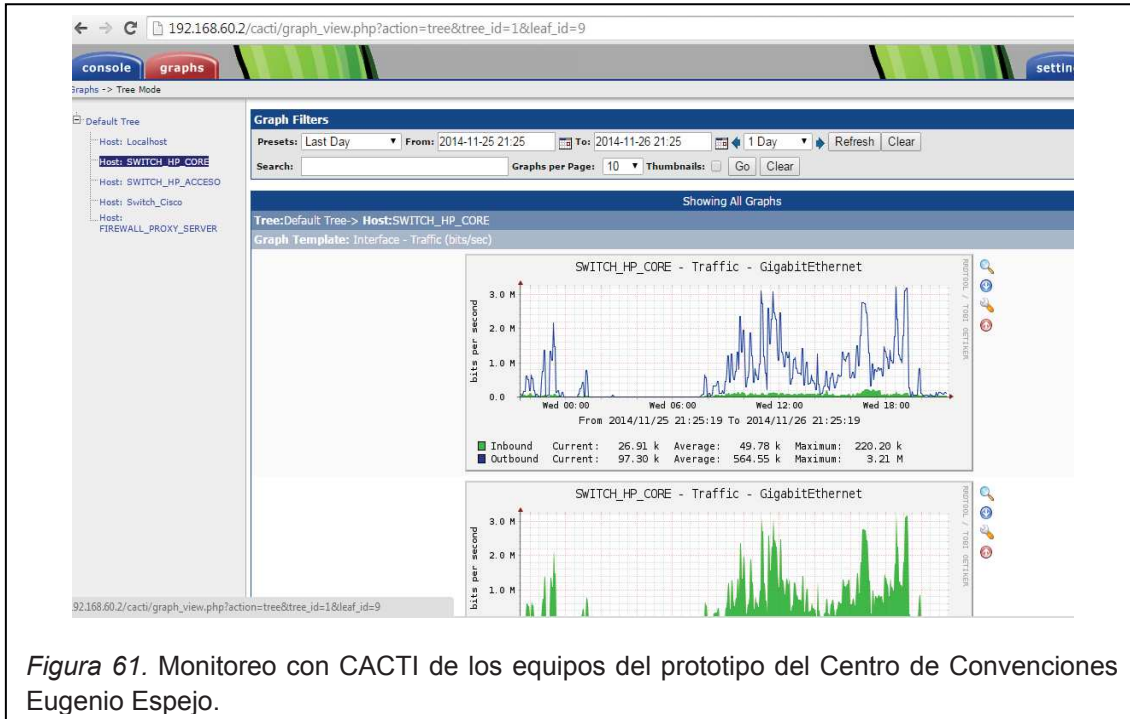 192.168.60.2/cacti/graph_view.php?action=tree&tree_id=1&leaf_id=9
console graphs settin
Graphs -> Tree Mode
Default Tree
Host: Localhost
Host: SWITCH_HP_CORE
Host: SWITCH_HP_ACCESO
Host: Switch_Cisco
Host:
FIREWALL_PROXY_SERVER
Graph Filters
Presets: Last Day From: 2014-11-25 21:25 To: 2014-11-26 21:25 1 Day Refresh Clear
Search: Graphs per Page: 10 Thumbnails: Go Clear
Showing All Graphs
Tree:Default Tree-> Host:SWITCH_HP_CORE
Graph Template: Interface - Traffic (bits/sec)
SWITCH_HP_CORE - Traffic - GigabitEthernet
RRDTOOL / TOBI OETIKER
bits per second
3.0 M
2.0 M
1.0 M
0.0
Wed 00:00 Wed 06:00 Wed 12:00 Wed 18:00
From 2014/11/25 21:25:19 To 2014/11/26 21:25:19
Inbound Current: 26.91 k Average: 49.78 k Maximum: 220.20 k
Outbound Current: 97.30 k Average: 564.55 k Maximum: 3.21 M
SWITCH_HP_CORE - Traffic - GigabitEthernet
RRDTOOL / TOBI OETIKER
bits per second
3.0 M
2.0 M
1.0 M
92.168.60.2/cacti/graph_view.php?action=tree&tree_id=1&leaf_id=9
Figura 61. Monitoreo con CACTI de los equipos del prototipo del Centro de Convenciones
Eugenio Espejo.